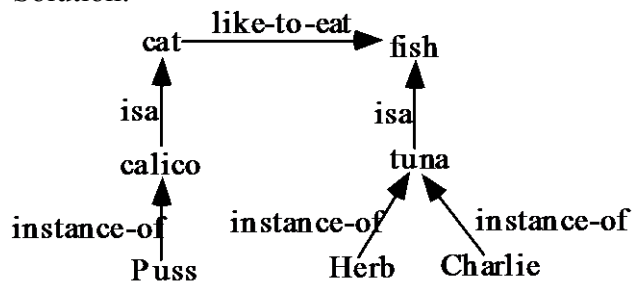 Solution:
like-to-eat
cat fish
isa isa
calico tuna
instance-of instance-of instance-of
Puss Herb Charlie